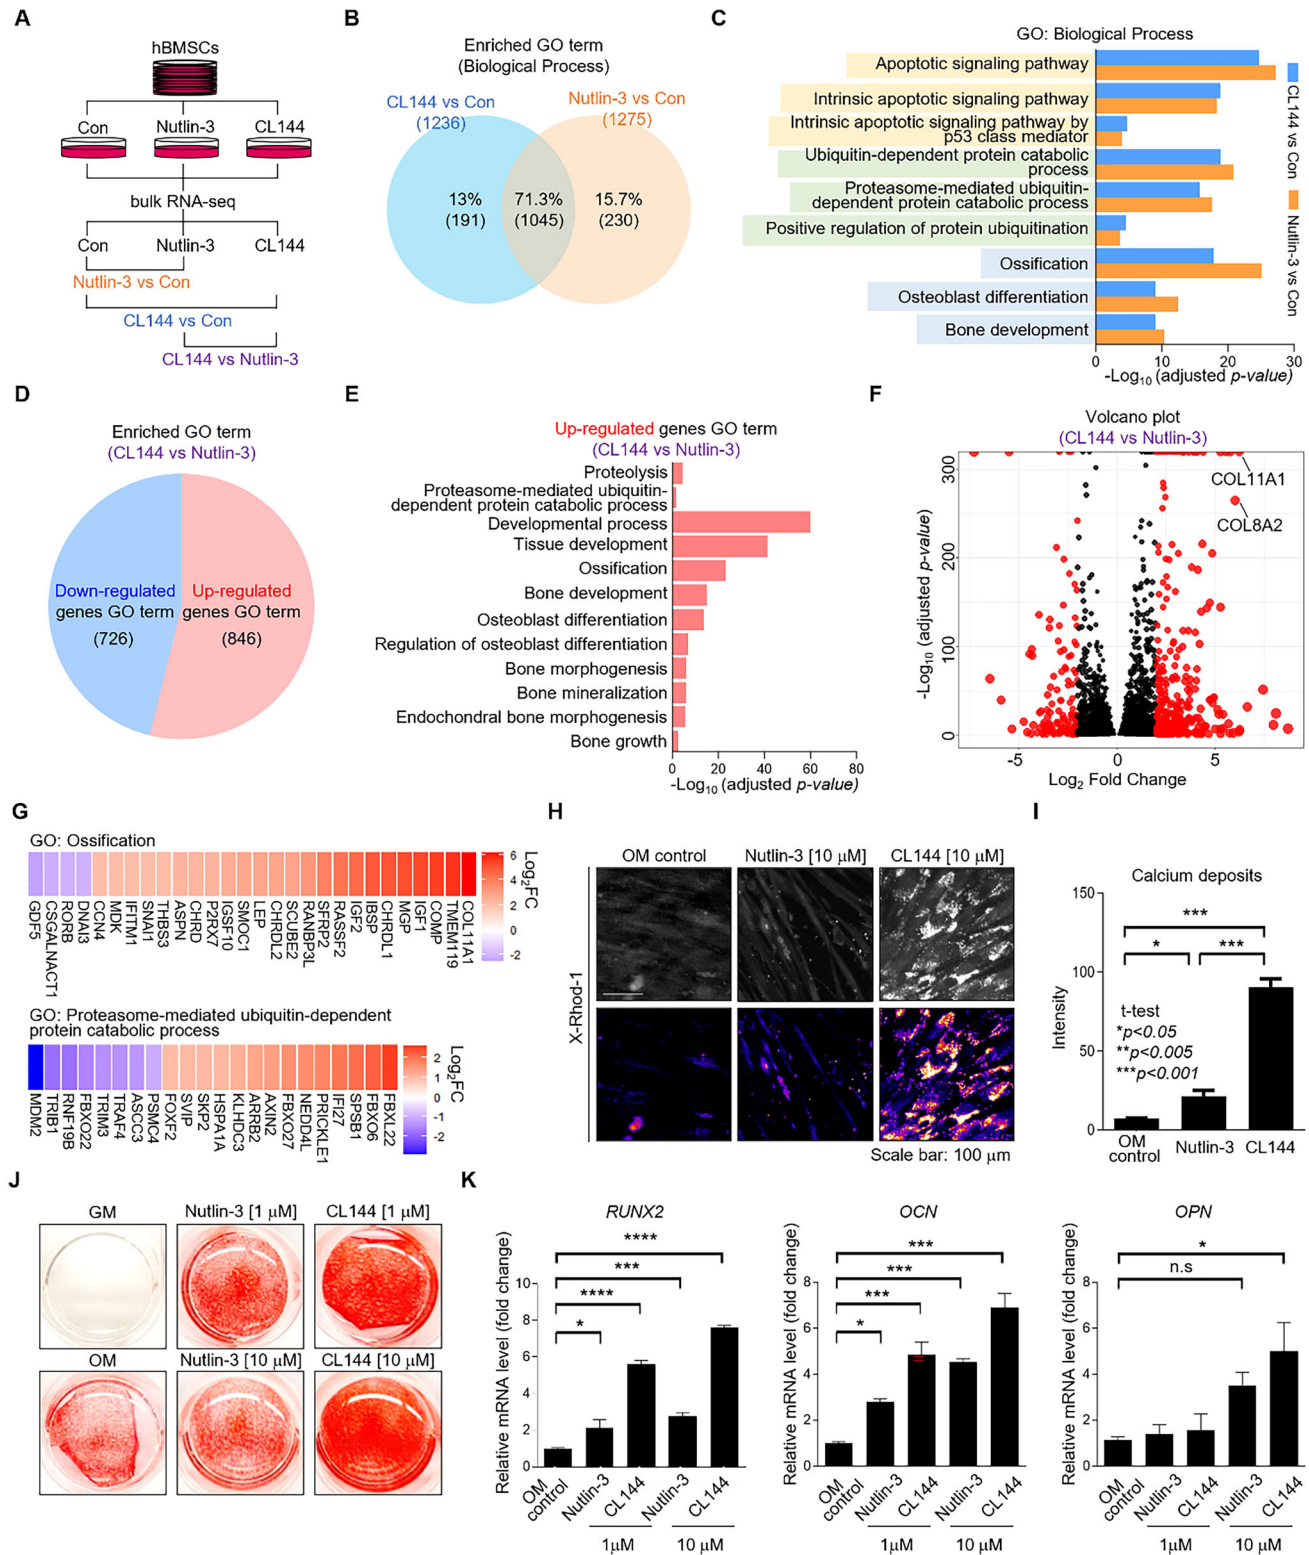 A
hBMSCs
Con
Nutlin-3
CL144
bulk RNA-seq
Con
Nutlin-3
CL144
Nutlin-3 vs Con
CL144 vs Con
CL144 vs Nutlin-3
B
Enriched GO term
(Biological Process)
CL144 vs Con
(1236)
Nutlin-3 vs Con
(1275)
13%
(191)
71.3%
(1045)
15.7%
(230)
C
GO: Biological Process
Apoptotic signaling pathway
Intrinsic apoptotic signaling pathway
Intrinsic apoptotic signaling pathway by
p53 class mediator
Ubiquitin-dependent protein catabolic
process
Proteasome-mediated ubiquitin-
dependent protein catabolic process
Positive regulation of protein ubiquitination
Ossification
Osteoblast differentiation
Bone development
0 10 20 30
-Log10 (adjusted p-value)
CL144 vs Con
Nutlin-3 vs Con
D
Enriched GO term
(CL144 vs Nutlin-3)
Down-regulated
genes GO term
(726)
Up-regulated
genes GO term
(846)
E
Up-regulated genes GO term
(CL144 vs Nutlin-3)
Proteolysis
Proteasome-mediated ubiquitin-
dependent protein catabolic process
Developmental process
Tissue development
Ossification
Bone development
Osteoblast differentiation
Regulation of osteoblast differentiation
Bone morphogenesis
Bone mineralization
Endochondral bone morphogenesis
Bone growth
0 20 40 60 80
-Log10 (adjusted p-value)
F
Volcano plot
(CL144 vs Nutlin-3)
COL11A1
COL8A2
300
200
100
0
-Log10 (adjusted p-value)
-5 0 5
Log2 Fold Change
G
GO: Ossification
GDF5
CSGALNACT1
RORB
DNAI3
CCN4
MDK
IFITM1
SNAI1
THBS3
ASPN
CHRD
P2RX7
IGSF10
SMOC1
LEP
CHRDL2
SCUBE2
RANBP3L
SFRP2
RASSF2
IGF2
IBSP
CHRDL1
MGP
IGF1
COMP
TMEM119
COL11A1
6
4
2
0
-2
Log2FC
GO: Proteasome-mediated ubiquitin-dependent
protein catabolic process
MDM2
TRIB1
RNF19B
FBXO22
TRIM3
TRAF4
ASCC3
PSMC4
FOXF2
SVIP
SKP2
HSPA1A
KLHDC3
ARRB2
AXIN2
FBXO27
NEDD4L
PRICKLE1
IFI27
SPSB1
FBXO6
FBXL22
2
1
0
-1
-2
Log2FC
H
OM control
Nutlin-3 [10 μM]
CL144 [10 μM]
X-Rhod-1
Scale bar: 100 μm
I
Calcium deposits
150
100
50
0
Intensity
***
* ***
t-test
*p<0.05
**p<0.005
***p<0.001
OM
control
Nutlin-3
CL144
J
GM
Nutlin-3 [1 μM]
CL144 [1 μM]
OM
Nutlin-3 [10 μM]
CL144 [10 μM]
K
RUNX2
Relative mRNA level (fold change)
10
8
6
4
2
0
****
***
****
*
OM
control
Nutlin-3
CL144
Nutlin-3
CL144
1μM
10 μM
OCN
Relative mRNA level (fold change)
8
6
4
2
0
***
***
***
*
OM
control
Nutlin-3
CL144
Nutlin-3
CL144
1μM
10 μM
OPN
Relative mRNA level (fold change)
8
6
4
2
0
*
n.s
OM
control
Nutlin-3
CL144
Nutlin-3
CL144
1μM
10 μM